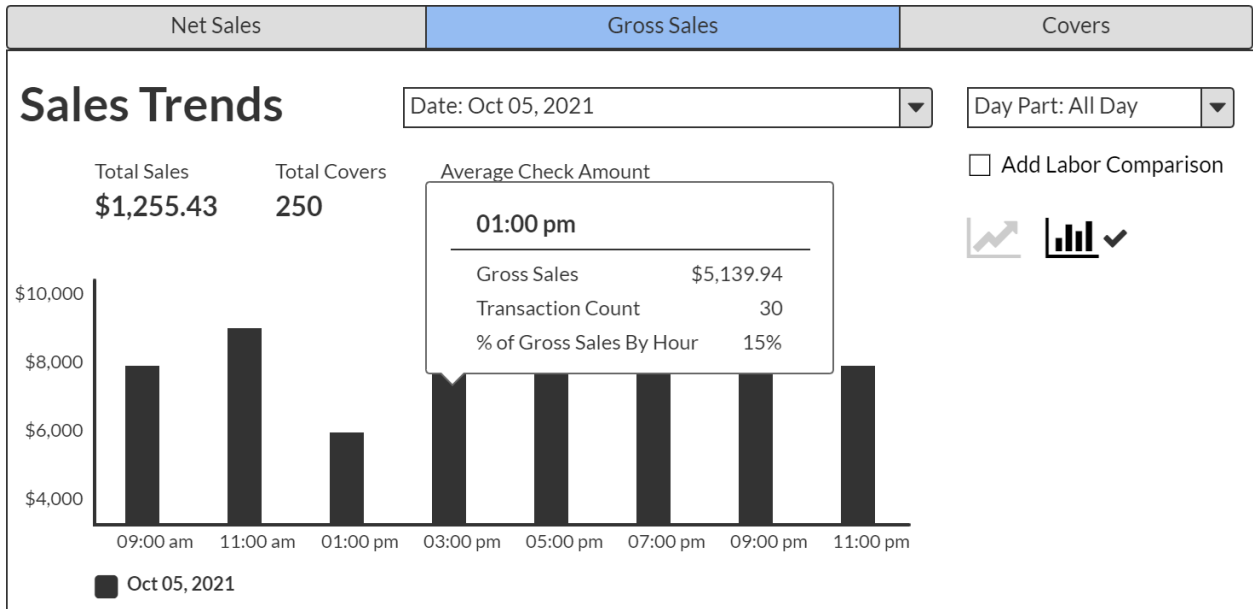 Net Sales
Gross Sales
Covers
Sales Trends
Date: Oct 05, 2021
Day Part: All Day
Add Labor Comparison
Total Sales
Total Covers
Average Check Amount
$1,255.43
250
01:00 pm
Gross Sales $5,139.94
Transaction Count 30
% of Gross Sales By Hour 15%
$10,000
$8,000
$6,000
$4,000
09:00 am 11:00 am 01:00 pm 03:00 pm 05:00 pm 07:00 pm 09:00 pm 11:00 pm
Oct 05, 2021